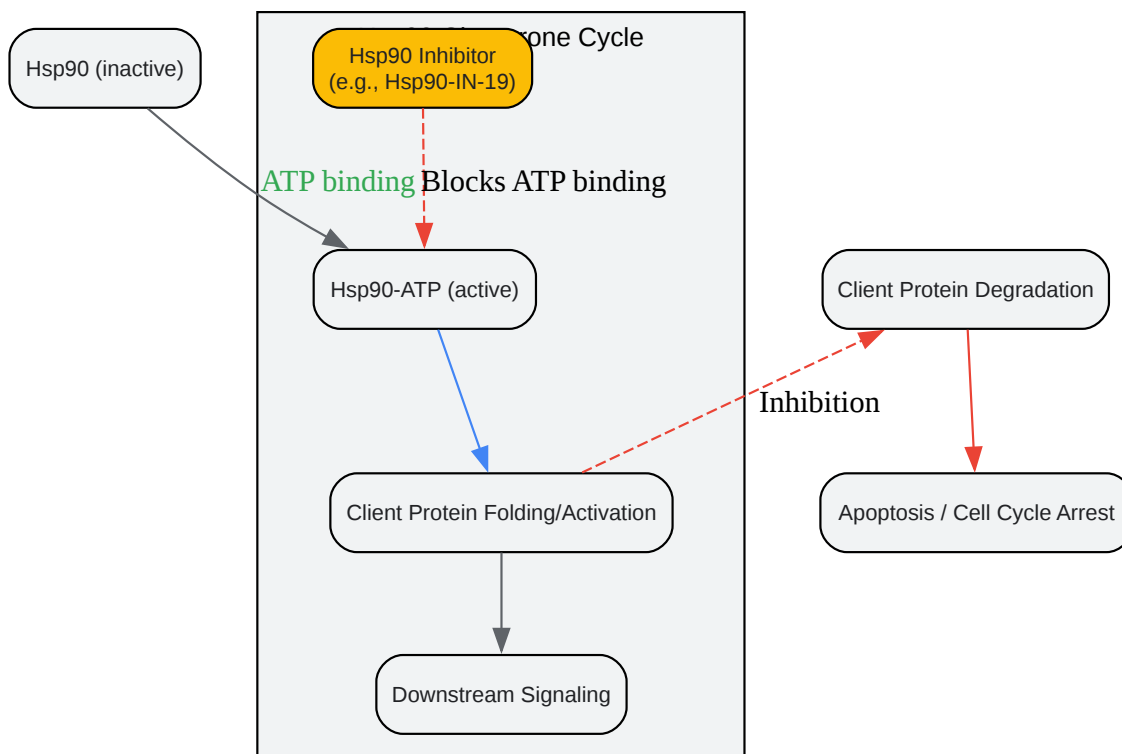 Cycle
Hsp90 (inactive)
Hsp90 Inhibitor
(e.g., Hsp90-IN-19)
ATP binding
Blocks ATP binding
Hsp90-ATP (active)
Client Protein Degradation
Inhibition
Client Protein Folding/Activation
Apoptosis / Cell Cycle Arrest
Downstream Signaling